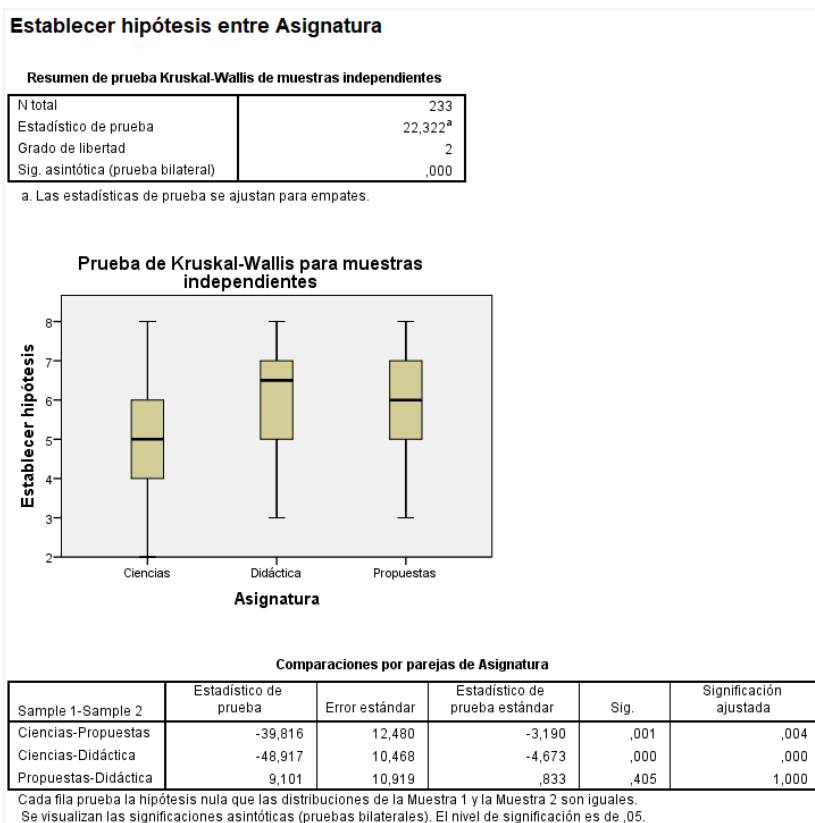 Establecer hipótesis entre Asignatura
Resumen de prueba Kruskal-Wallis de muestras independientes
N total 233
Estadístico de prueba 22,322a
Grado de libertad 2
Sig. asintótica (prueba bilateral) ,000
a. Las estadísticas de prueba se ajustan para empates.
Prueba de Kruskal-Wallis para muestras
independientes
Establecer hipótesis
8
7
6
5
4
3
2
Ciencias Didáctica Propuestas
Asignatura
Comparaciones por parejas de Asignatura
Sample 1-Sample 2 Estadístico de prueba Error estándar Estadístico de prueba estándar Sig. Significación ajustada
Ciencias-Propuestas -39,816 12,480 -3,190 ,001 ,004
Ciencias-Didáctica -48,917 10,468 -4,673 ,000 ,000
Propuestas-Didáctica 9,101 10,919 ,833 ,405 1,000
Cada fila prueba la hipótesis nula que las distribuciones de la Muestra 1 y la Muestra 2 son iguales.
Se visualizan las significaciones asintóticas (pruebas bilaterales). El nivel de significación es de ,05.